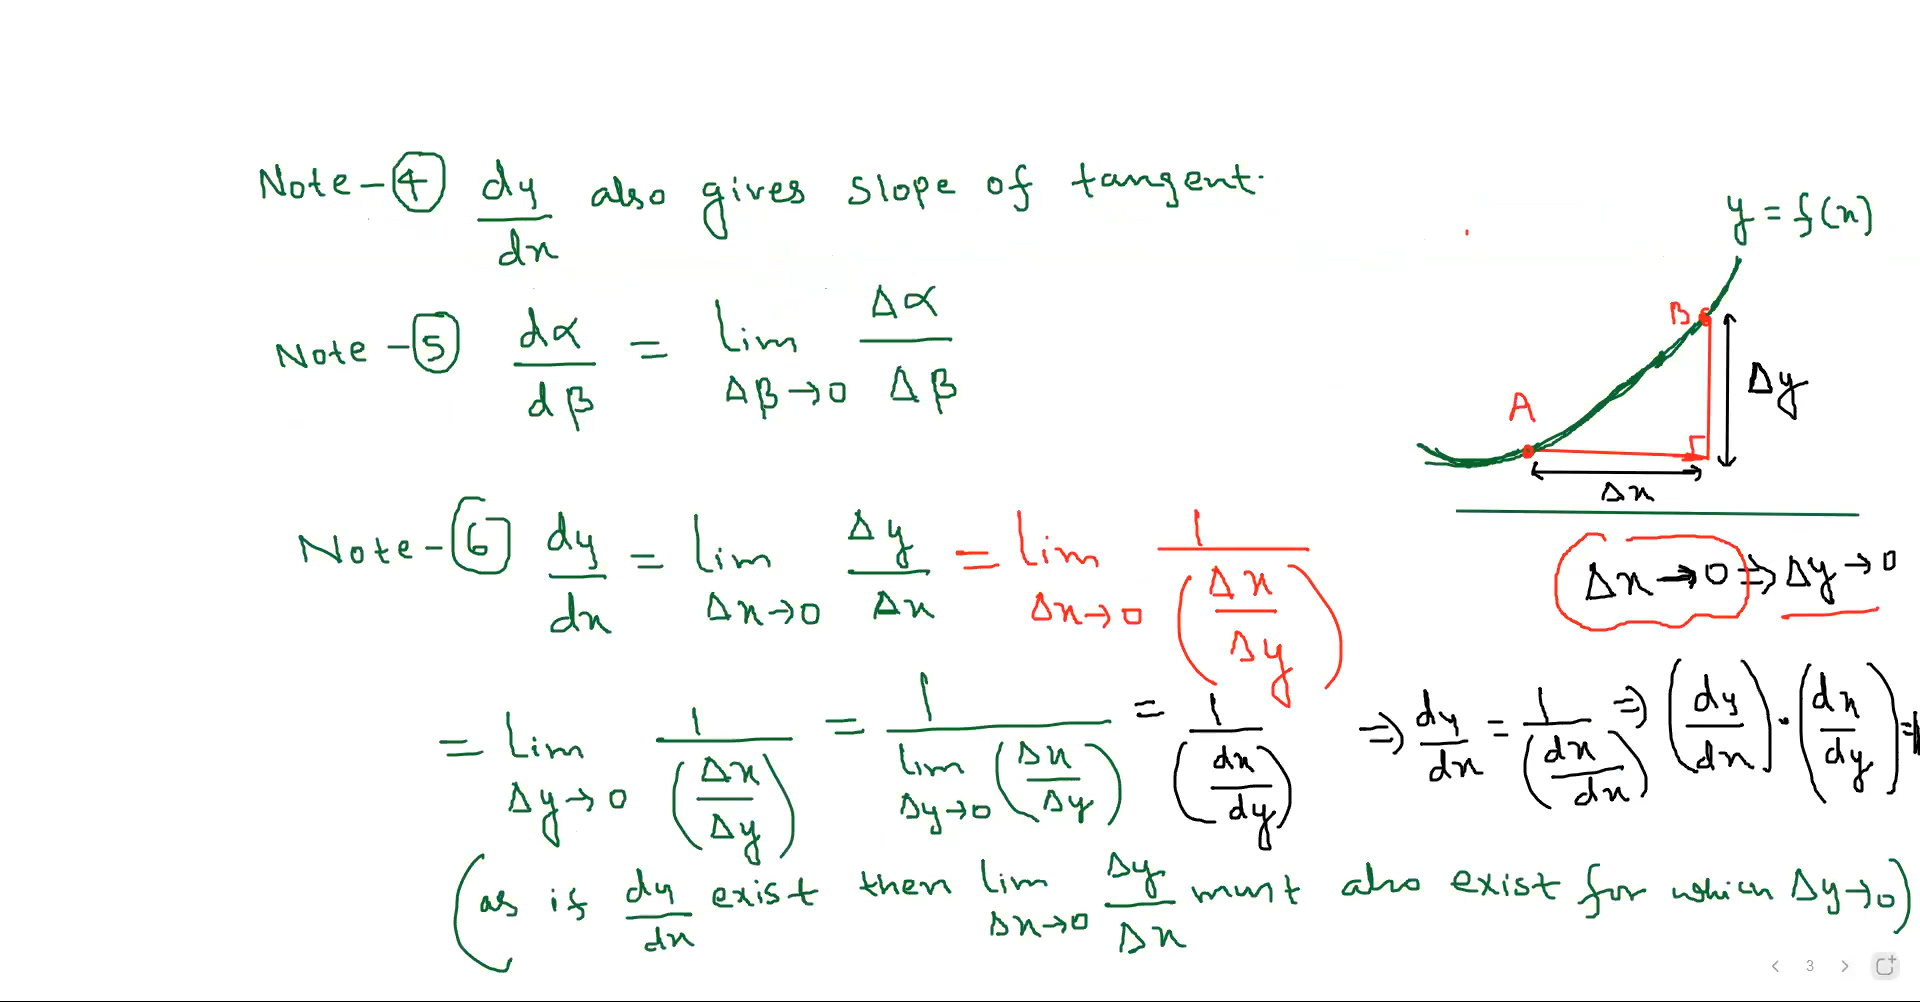 Note-④ dy/dx also gives slope of tangent.
y = f(x)
B
Δy
A
Δx
Note-⑤ dα/dβ = Lim Δβ→0 Δα/Δβ
Note-⑥ dy/dx = Lim Δx→0 Δy/Δx = Lim Δx→0 1/(Δx/Δy)
Δx→0 ⇒ Δy→0
= Lim Δy→0 1/(Δx/Δy) = 1/(Lim Δy→0 (Δx/Δy)) = 1/(dx/dy) ⇒ dy/dx = 1/(dx/dx) ⇒ (dy/dx)·(dx/dy) = 1
(as if dy/dx exist then Lim Δx→0 Δy/Δx must also exist for which Δy→0)
3